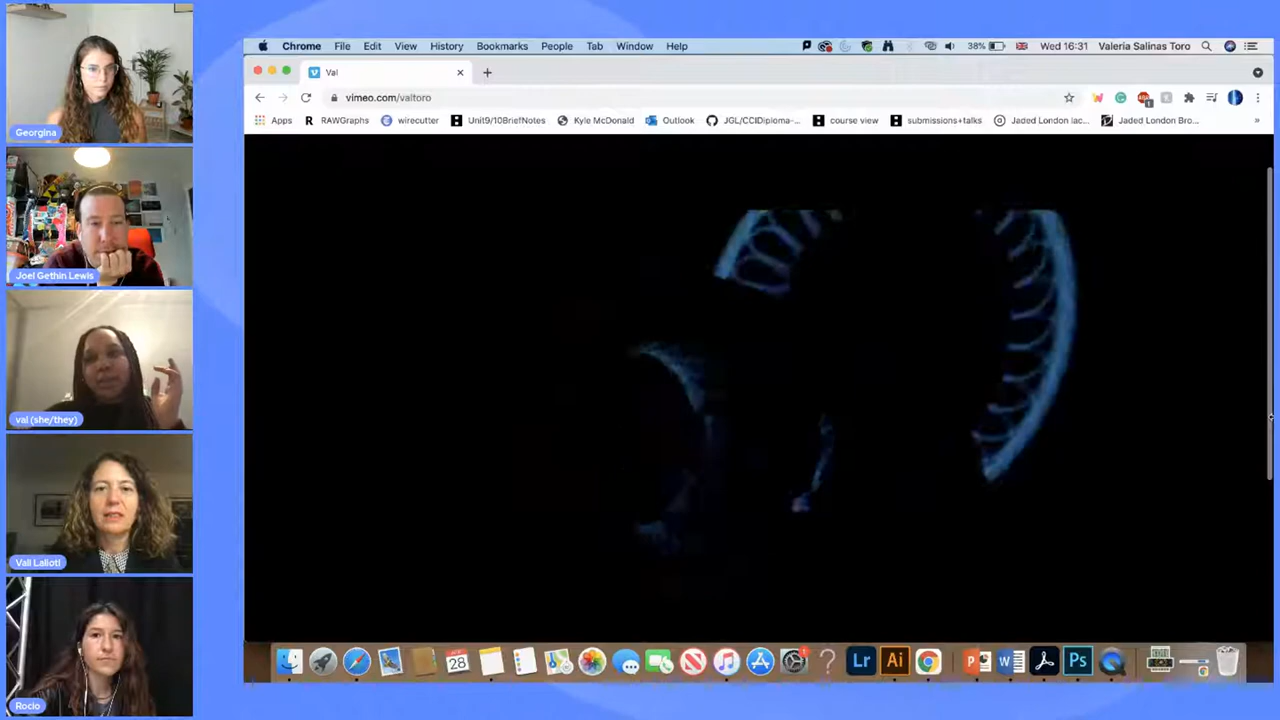 Georgina
Joel Gethin Lewis
val (she/they)
Vali Lalioti
Rocio
Chrome File Edit View History Bookmarks People Tab Window Help 38% Wed 16:31 Valeria Salinas Toro
Val
vimeo.com/valtoro
Apps RAWGraphs wirecutter Unit9/10BriefNotes Kyle McDonald Outlook JGL/CCIDiploma-... course view submissions+talks Jaded London lac... Jaded London Bro... »
28
Lr Ai P W Ps